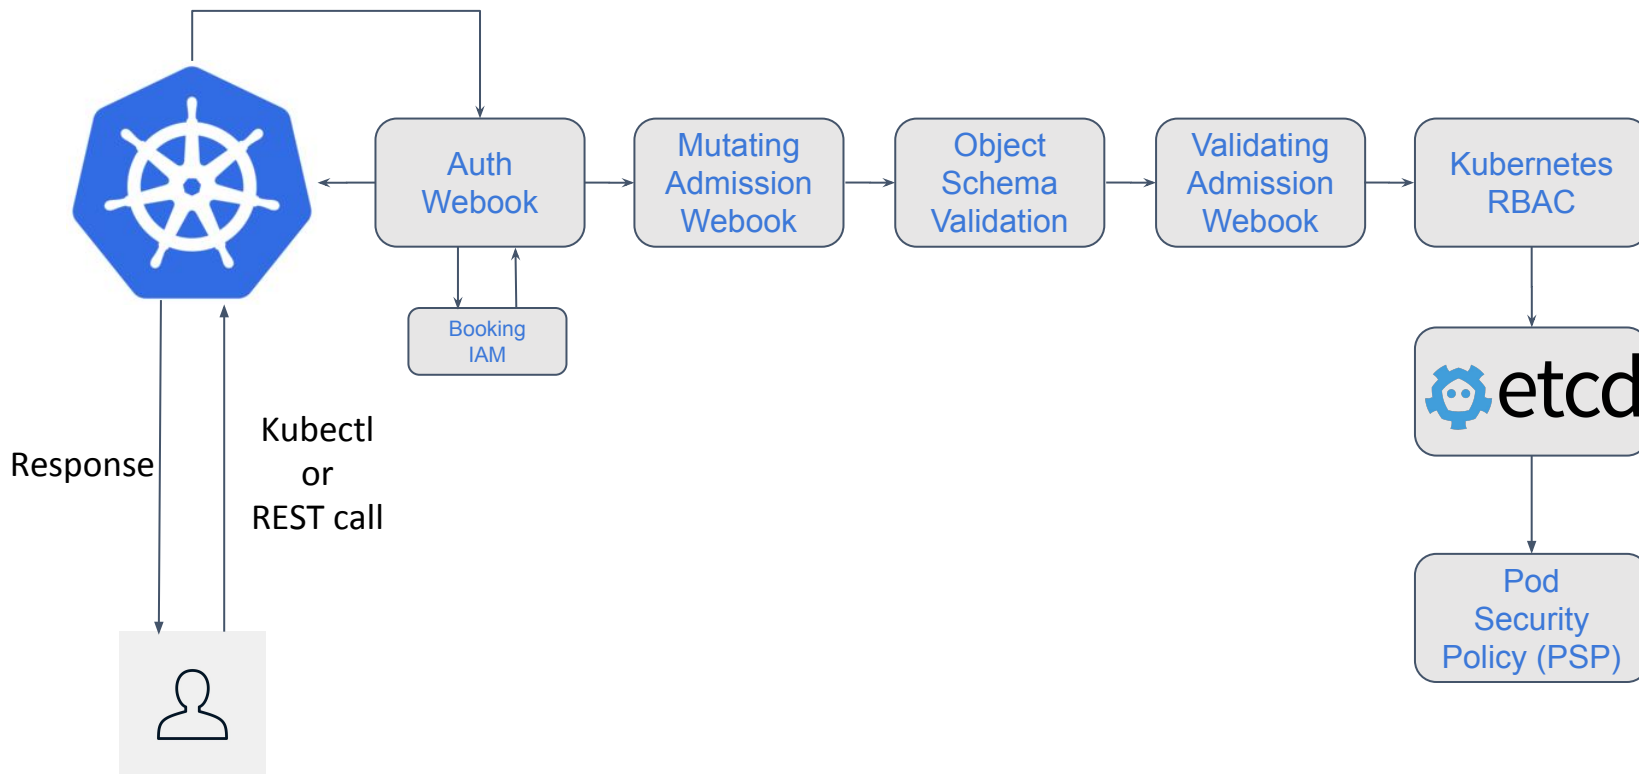 Auth
Webook
Mutating
Admission
Webook
Object
Schema
Validation
Validating
Admission
Webook
Kubernetes
RBAC
Booking
IAM
etcd
Response
Kubectl
or
REST call
Pod
Security
Policy (PSP)